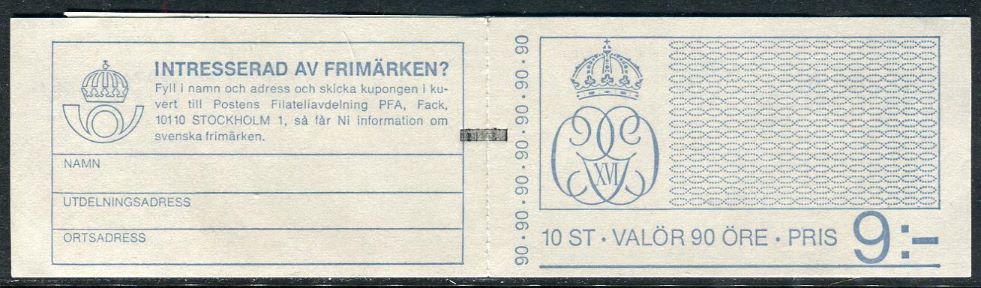 INTRESSERAD AV FRIMÄRKEN?
Fyll i namn och adress och skicka kupongen i ku-
vert till Postens Filateliavdelning PFA, Fack,
10110 STOCKHOLM 1, så får Ni information om
svenska frimärken.
NAMN
UTDELNINGSADRESS
ORTSADRESS
90·90·90·90·90·90·90·90
XVI
10 ST · VALÖR 90 ÖRE · PRIS 9:-